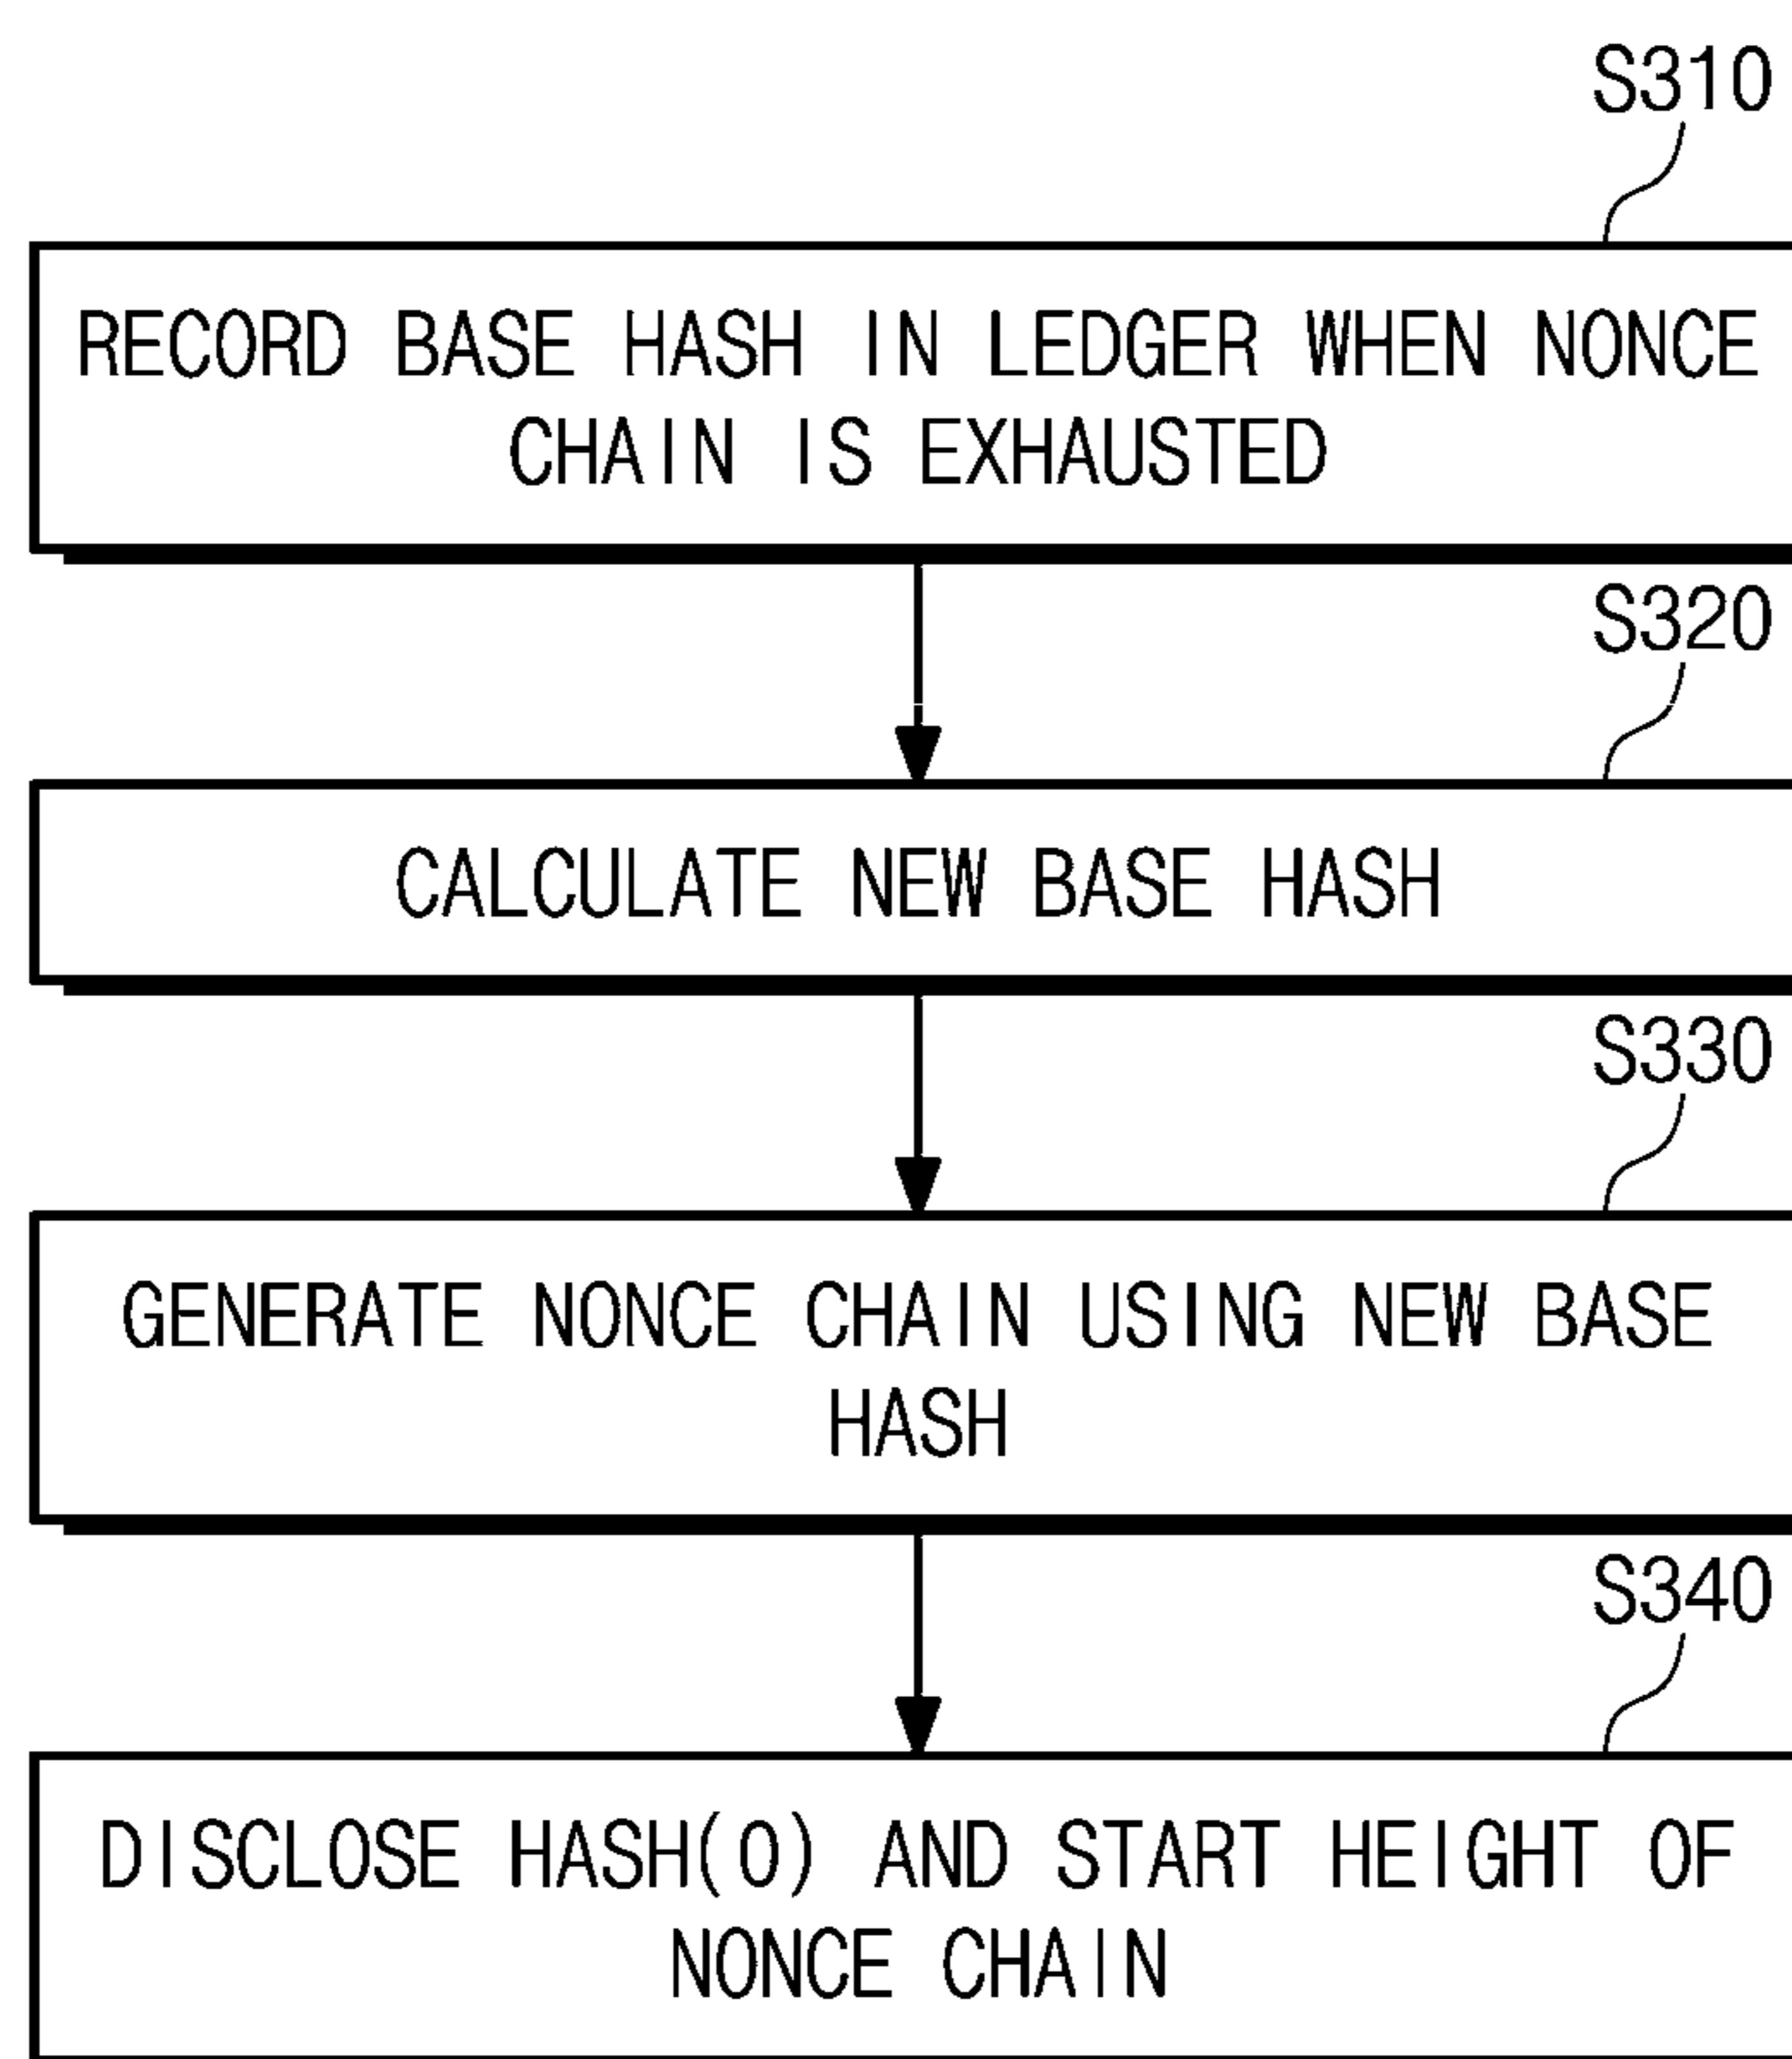 S310
RECORD BASE HASH IN LEDGER WHEN NONCE
CHAIN IS EXHAUSTED
S320
CALCULATE NEW BASE HASH
S330
GENERATE NONCE CHAIN USING NEW BASE
HASH
S340
DISCLOSE HASH(0) AND START HEIGHT OF
NONCE CHAIN